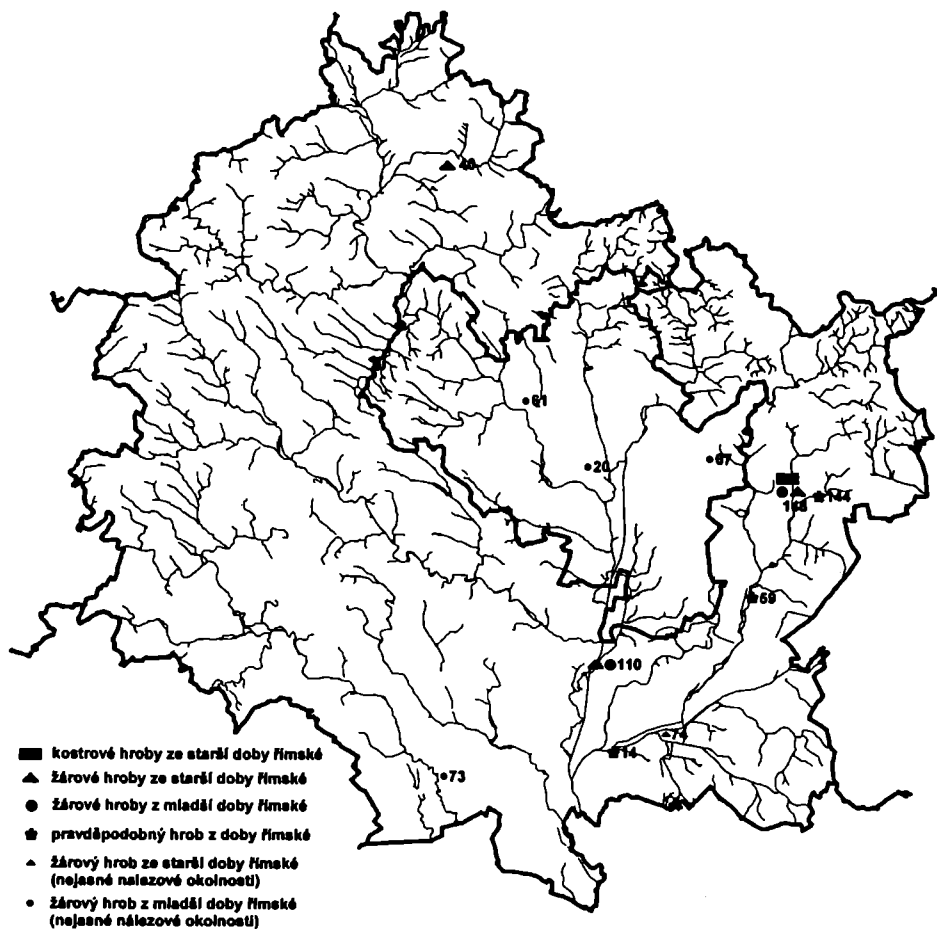 40
61
20
67
144
59
110
74
14
73
kostrové hroby ze starší doby římské
žárové hroby ze starší doby římské
žárové hroby z mladší doby římské
pravděpodobný hrob z doby římské
žárový hrob ze starší doby římské
(nejasné nálezové okolnosti)
žárový hrob z mladší doby římské
(nejasné nálezové okolnosti)